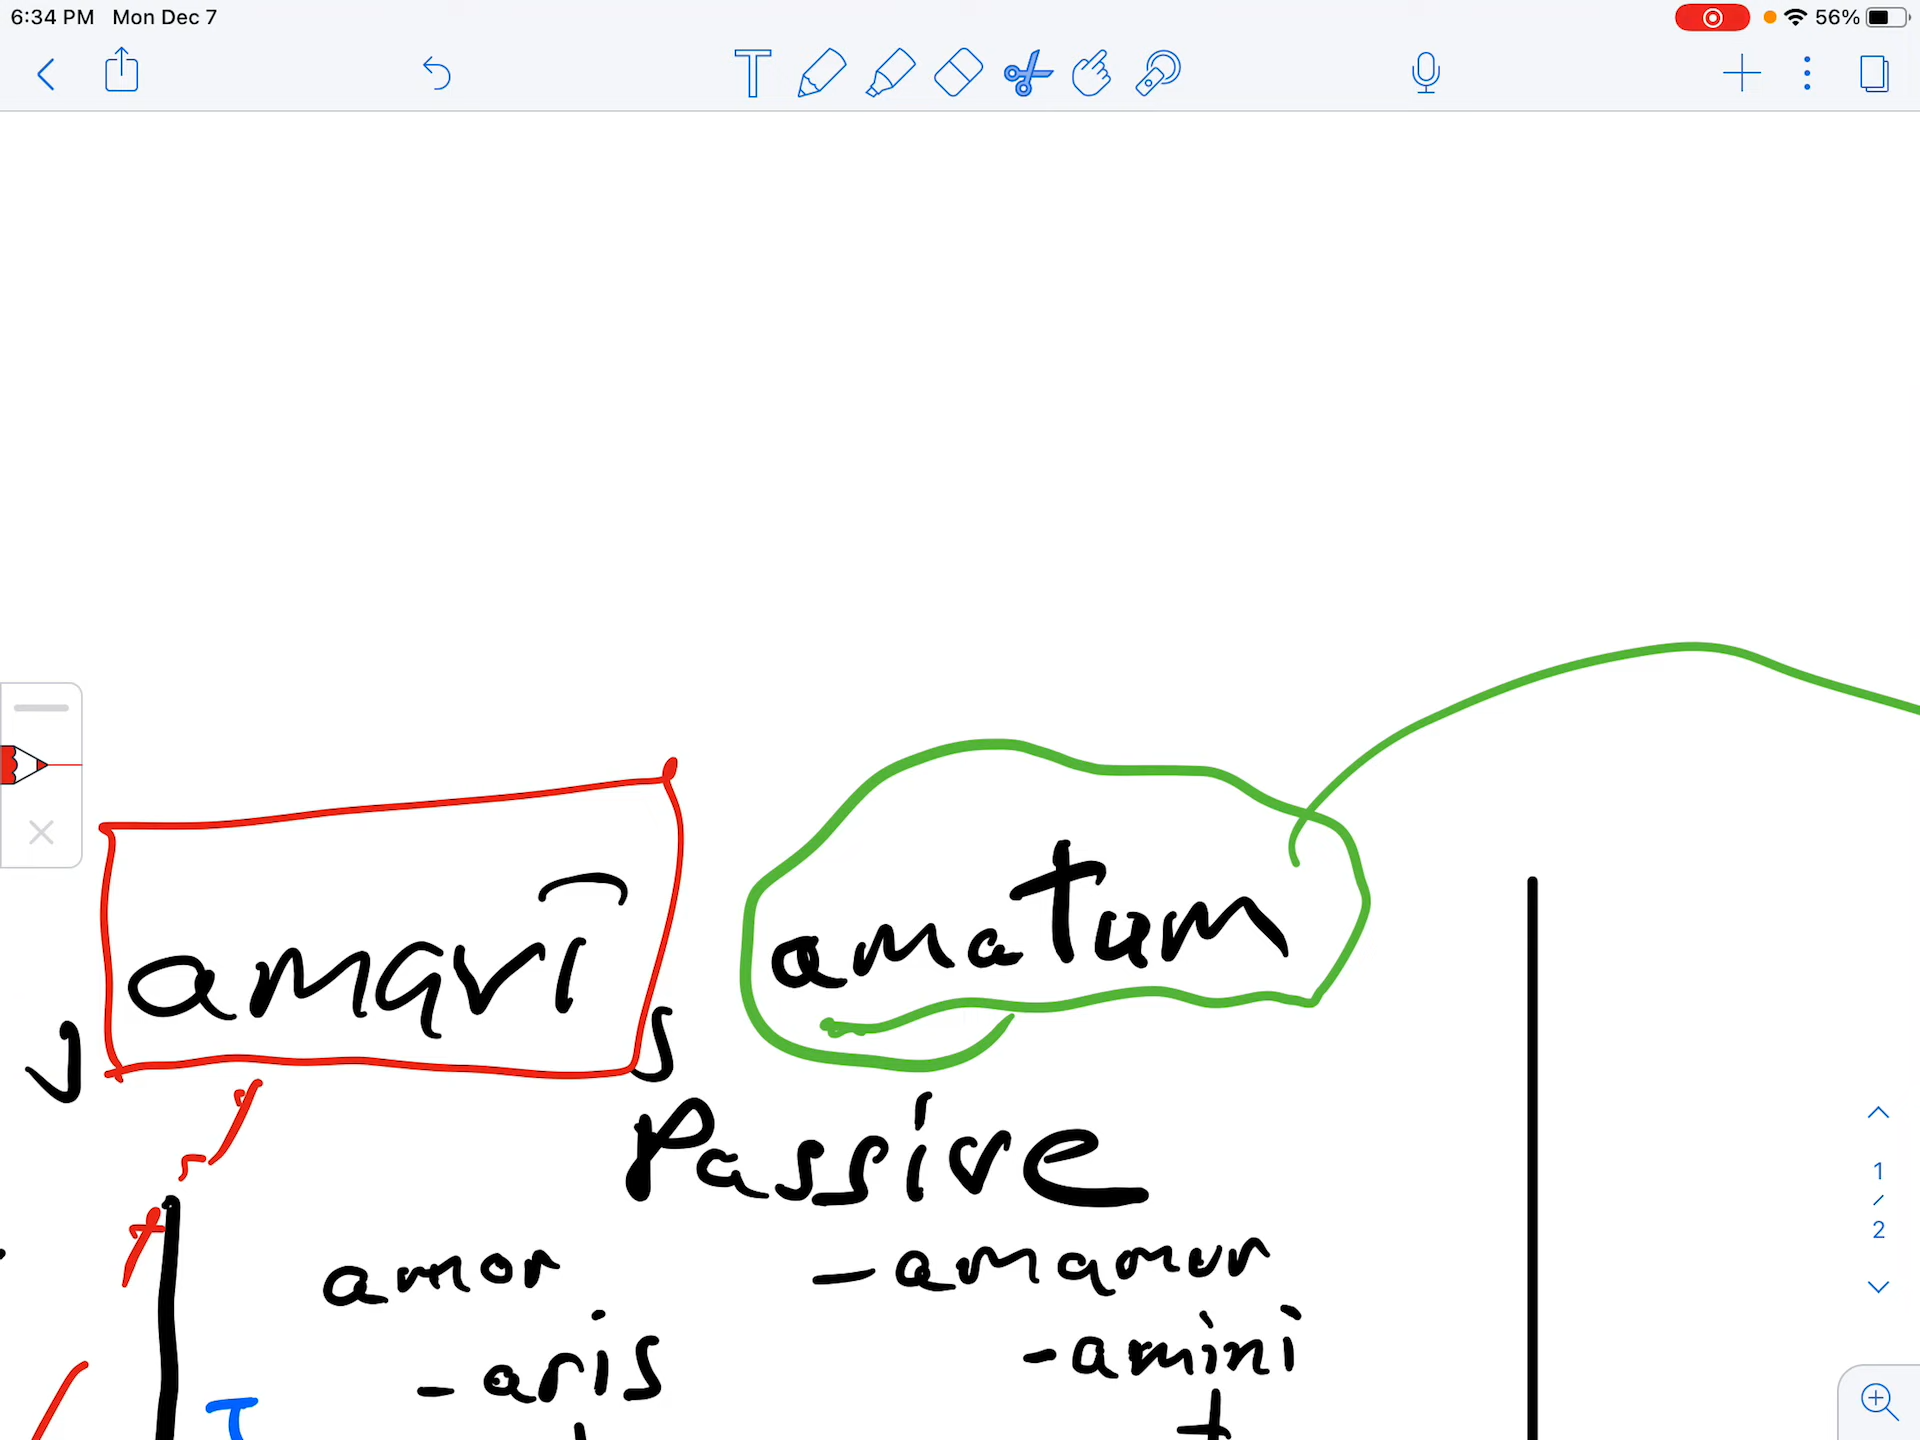 6:34 PM Mon Dec 7 56%
T
amavi amatum
s
Passive
amor - amamur
- aris - amini
1
/
2